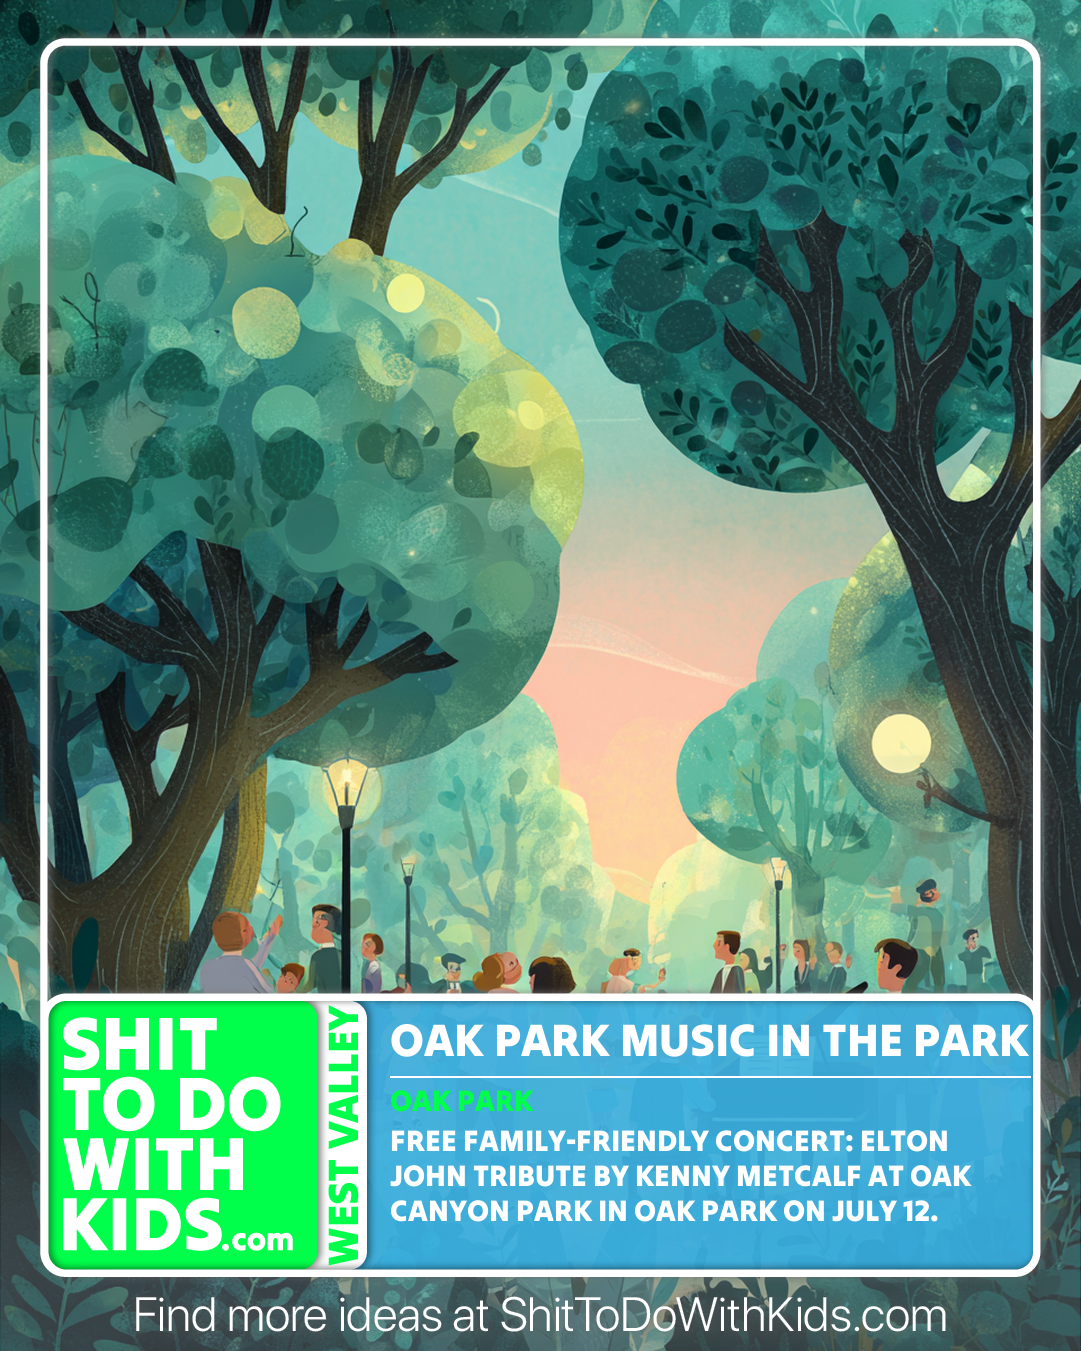 SHIT
TO DO
WITH
KIDS.com
WEST VALLEY
OAK PARK MUSIC IN THE PARK
OAK PARK
FREE FAMILY-FRIENDLY CONCERT: ELTON
JOHN TRIBUTE BY KENNY METCALF AT OAK
CANYON PARK IN OAK PARK ON JULY 12.
Find more ideas at ShitToDoWithKids.com